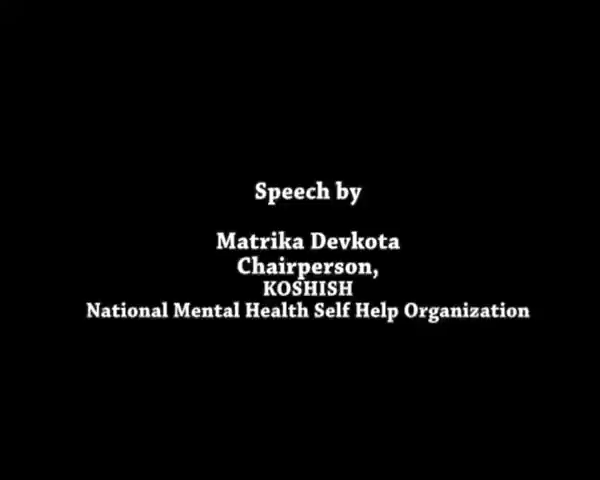 Speech by
Matrika Devkota
Chairperson,
KOSHISH
National Mental Health Self Help Organization